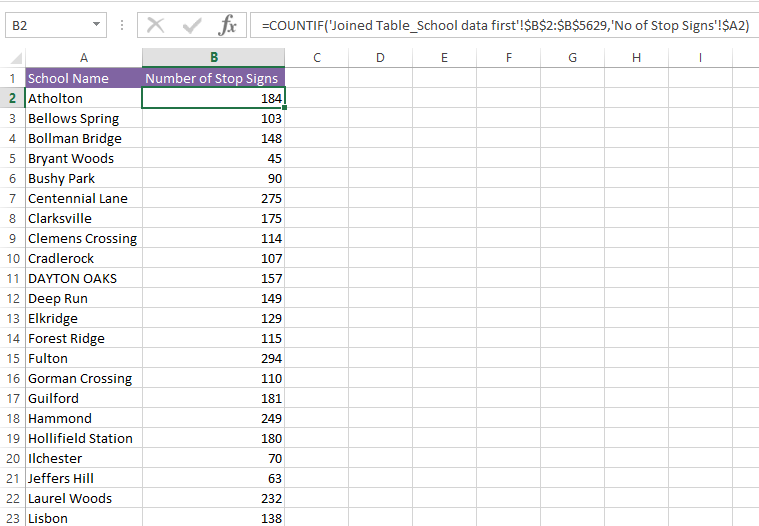 B2 fx =COUNTIF('Joined Table_School data first'!$B$2:$B$5629,'No of Stop Signs'!$A2)
A B C D E F G H I
1 School Name Number of Stop Signs
2 Atholton 184
3 Bellows Spring 103
4 Bollman Bridge 148
5 Bryant Woods 45
6 Bushy Park 90
7 Centennial Lane 275
8 Clarksville 175
9 Clemens Crossing 114
10 Cradlerock 107
11 DAYTON OAKS 157
12 Deep Run 149
13 Elkridge 129
14 Forest Ridge 115
15 Fulton 294
16 Gorman Crossing 110
17 Guilford 181
18 Hammond 249
19 Hollifield Station 180
20 Ilchester 70
21 Jeffers Hill 63
22 Laurel Woods 232
23 Lisbon 138